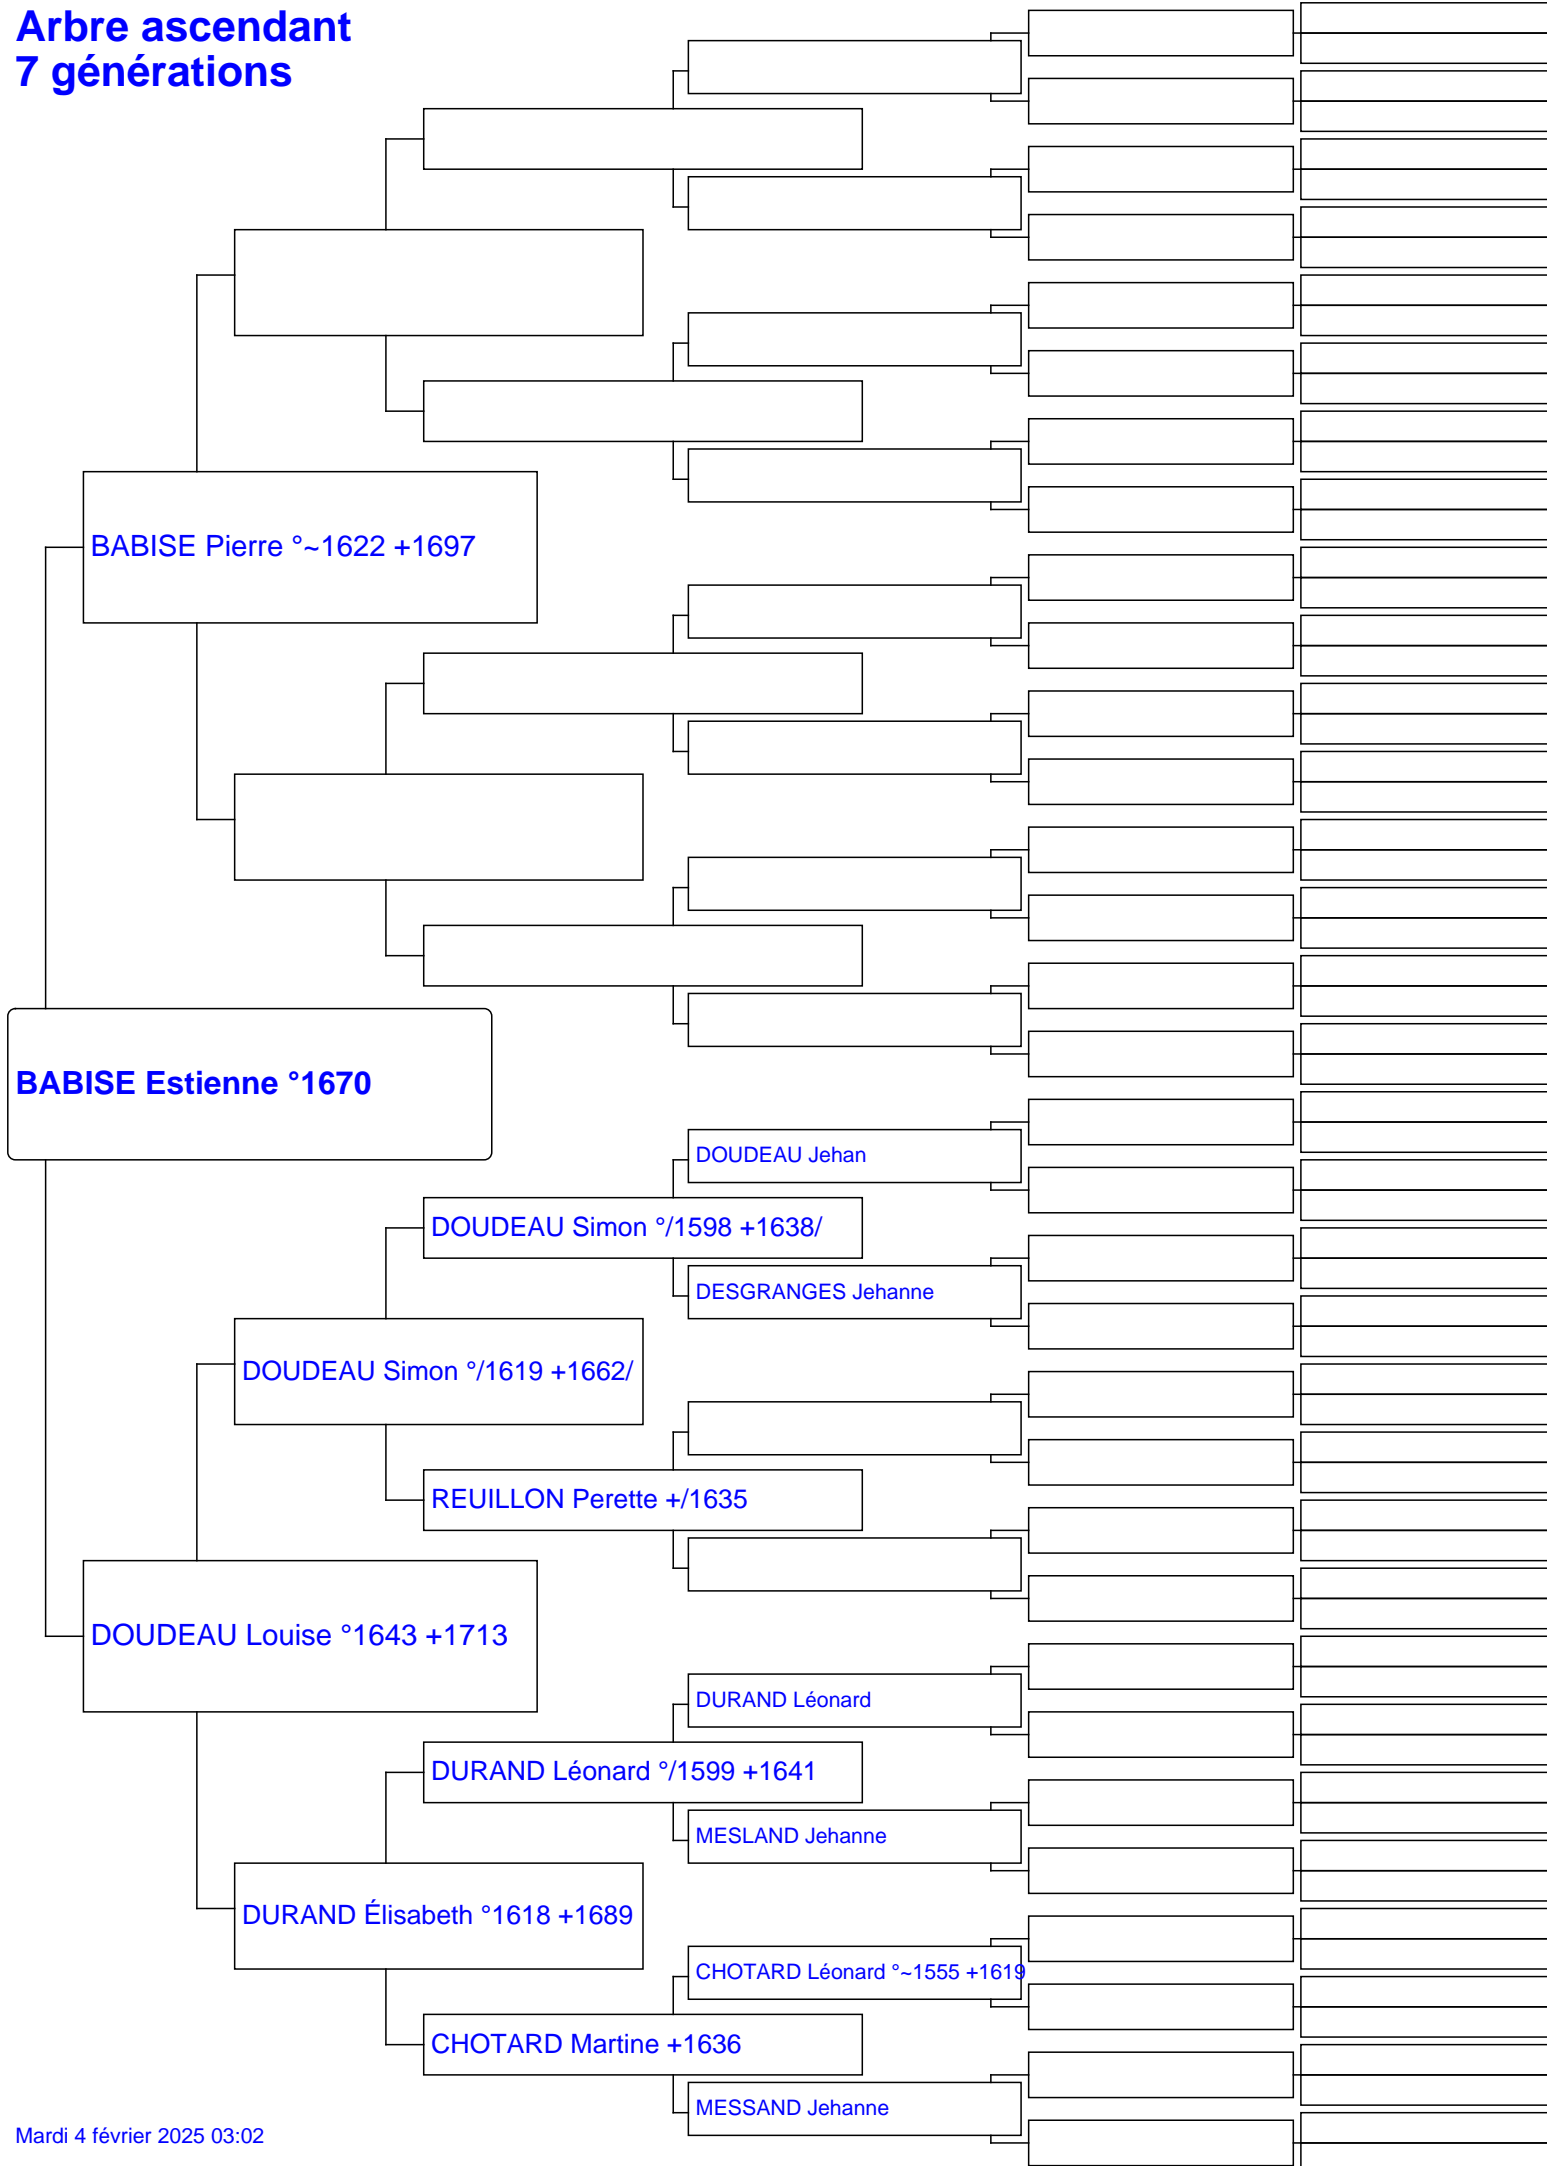 Arbre ascendant
7 générations
BABISE Pierre °~1622 +1697
BABISE Estienne °1670
DOUDEAU Jehan
DOUDEAU Simon °/1598 +1638/
DESGRANGES Jehanne
DOUDEAU Simon °/1619 +1662/
REUILLON Perette +/1635
DOUDEAU Louise °1643 +1713
DURAND Léonard
DURAND Léonard °/1599 +1641
MESLAND Jehanne
DURAND Élisabeth °1618 +1689
CHOTARD Léonard °~1555 +1619
CHOTARD Martine +1636
MESSAND Jehanne
Mardi 4 février 2025 03:02